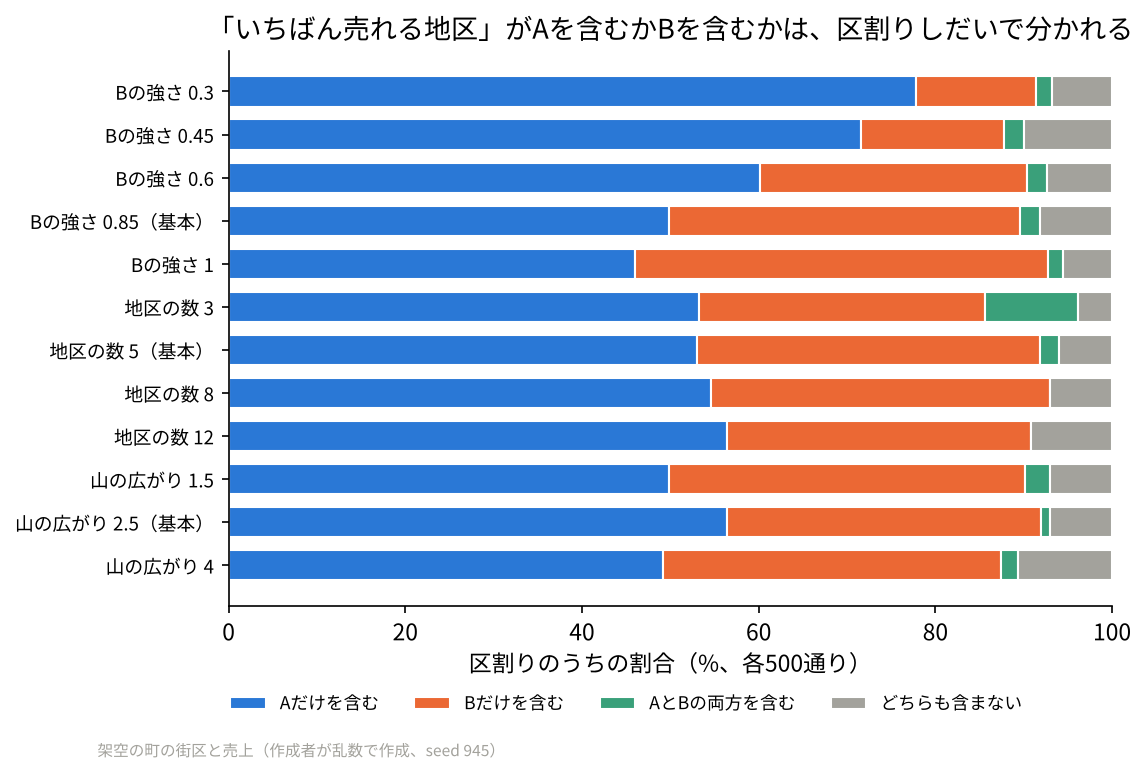 「いちばん売れる地区」がAを含むかBを含むかは、区割りしだいで分かれる
Bの強さ 0.3
Bの強さ 0.45
Bの強さ 0.6
Bの強さ 0.85（基本）
Bの強さ 1
地区の数 3
地区の数 5（基本）
地区の数 8
地区の数 12
山の広がり 1.5
山の広がり 2.5（基本）
山の広がり 4
0 20 40 60 80 100
区割りのうちの割合（%、各500通り）
Aだけを含む Bだけを含む AとBの両方を含む どちらも含まない
架空の町の街区と売上（作成者が乱数で作成、seed 945）